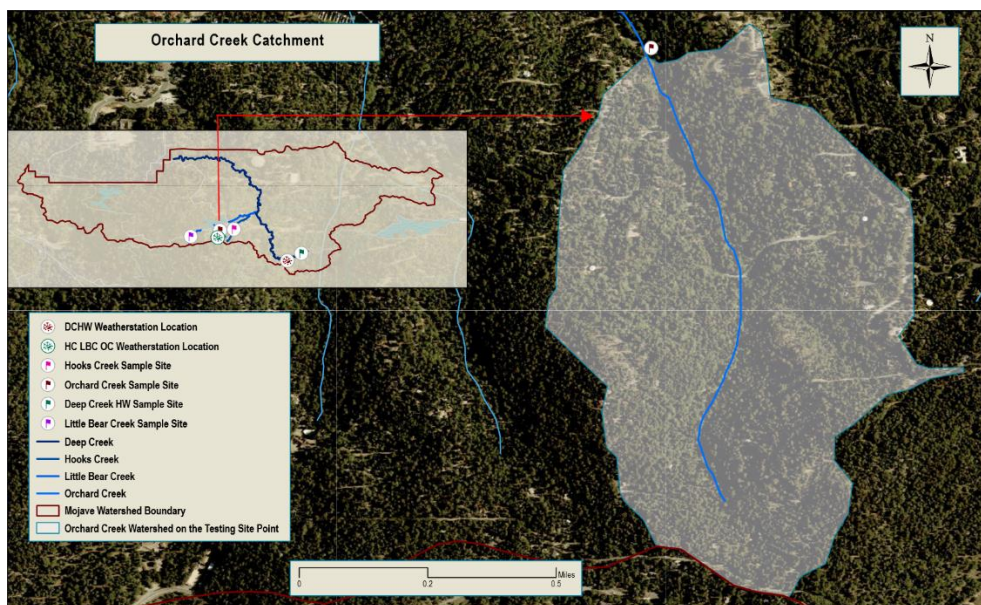 Orchard Creek Catchment
N
DCHW Weatherstation Location
HC LBC OC Weatherstation Location
Hooks Creek Sample Site
Orchard Creek Sample Site
Deep Creek HW Sample Site
Little Bear Creek Sample Site
Deep Creek
Hooks Creek
Little Bear Creek
Orchard Creek
Mojave Watershed Boundary
Orchard Creek Watershed on the Testing Site Point
Miles
0 0.2 0.5